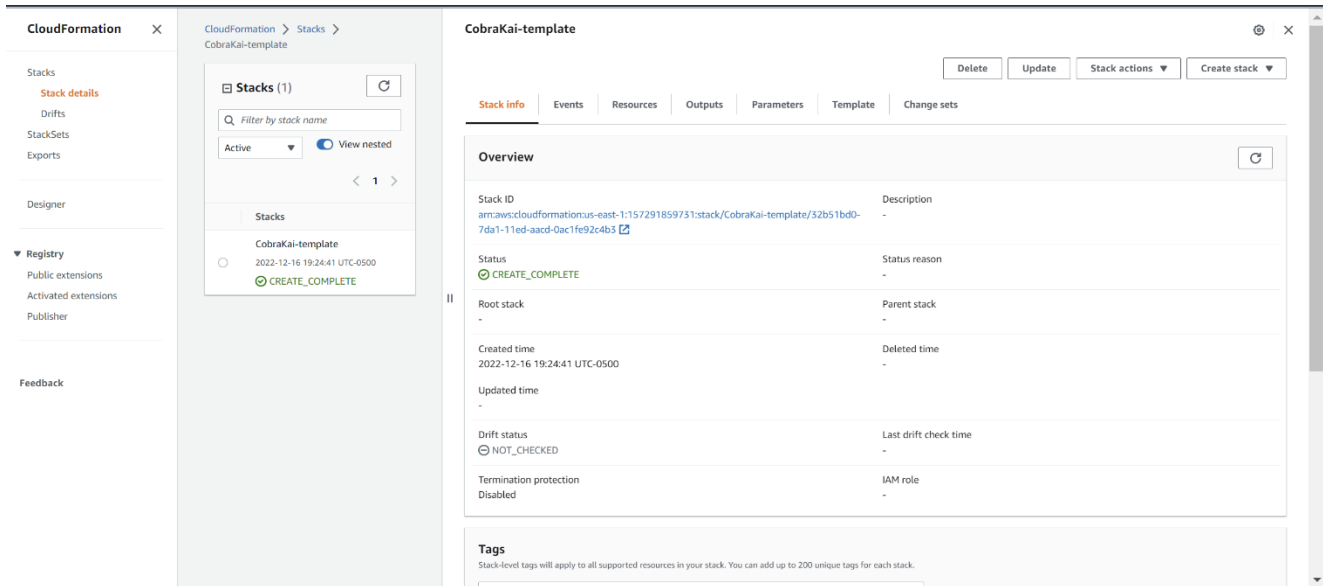 CloudFormation
Stacks
Stack details
Drifts
StackSets
Exports
Designer
Registry
Public extensions
Activated extensions
Publisher
Feedback
CloudFormation > Stacks >
CobraKai-template
Stacks (1)
Filter by stack name
Active
View nested
< 1 >
Stacks
CobraKai-template
2022-12-16 19:24:41 UTC-0500
CREATE_COMPLETE
CobraKai-template
Delete Update Stack actions Create stack
Stack info Events Resources Outputs Parameters Template Change sets
Overview
Stack ID
arn:aws:cloudformation:us-east-1:157291859731:stack/CobraKai-template/32b51bd0-
7da1-11ed-aacd-0ac1fe92c4b3
Description
-
Status
CREATE_COMPLETE
Status reason
-
Root stack
-
Parent stack
-
Created time
2022-12-16 19:24:41 UTC-0500
Deleted time
-
Updated time
-
Drift status
NOT_CHECKED
Last drift check time
-
Termination protection
Disabled
IAM role
-
Tags
Stack-level tags will apply to all supported resources in your stack. You can add up to 200 unique tags for each stack.